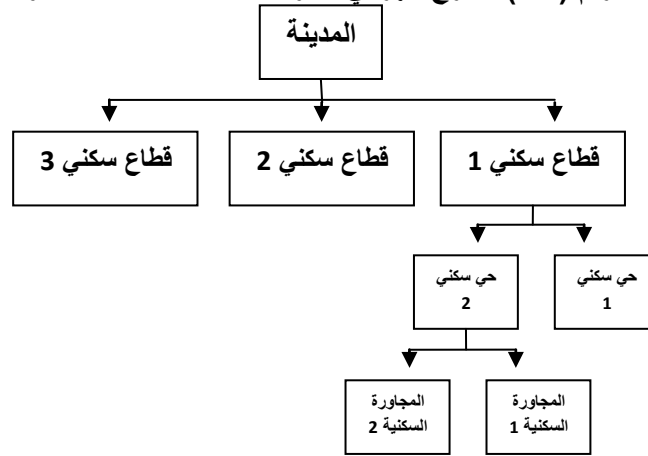 المدينة
قطاع سكني 1
قطاع سكني 2
قطاع سكني 3
حي سكني
1
حي سكني
2
المجاورة
السكنية 1
المجاورة
السكنية 2